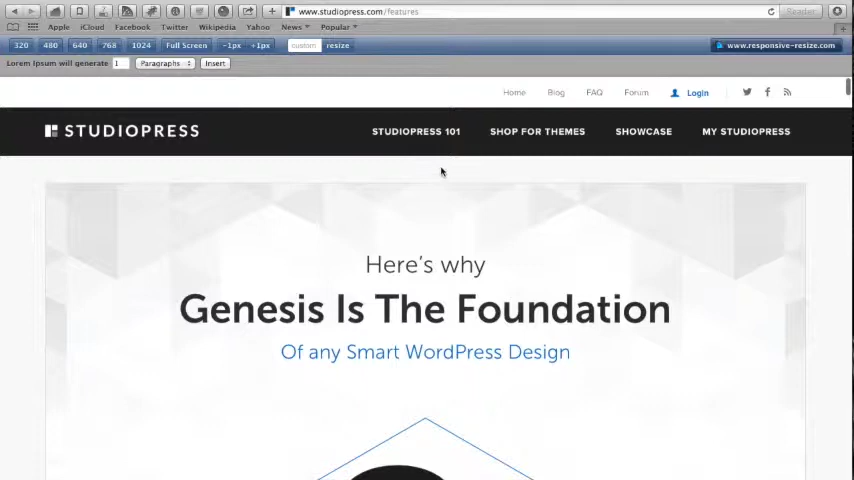 www.studiopress.com/features
Reader
Apple iCloud Facebook Twitter Wikipedia Yahoo News Popular
320 480 640 768 1024 Full Screen -1px +1px custom resize www.responsive-resize.com
Lorem Ipsum will generate 1 Paragraphs Insert
Home Blog FAQ Forum Login
STUDIOPRESS STUDIOPRESS 101 SHOP FOR THEMES SHOWCASE MY STUDIOPRESS
Here's why
Genesis Is The Foundation
Of any Smart WordPress Design